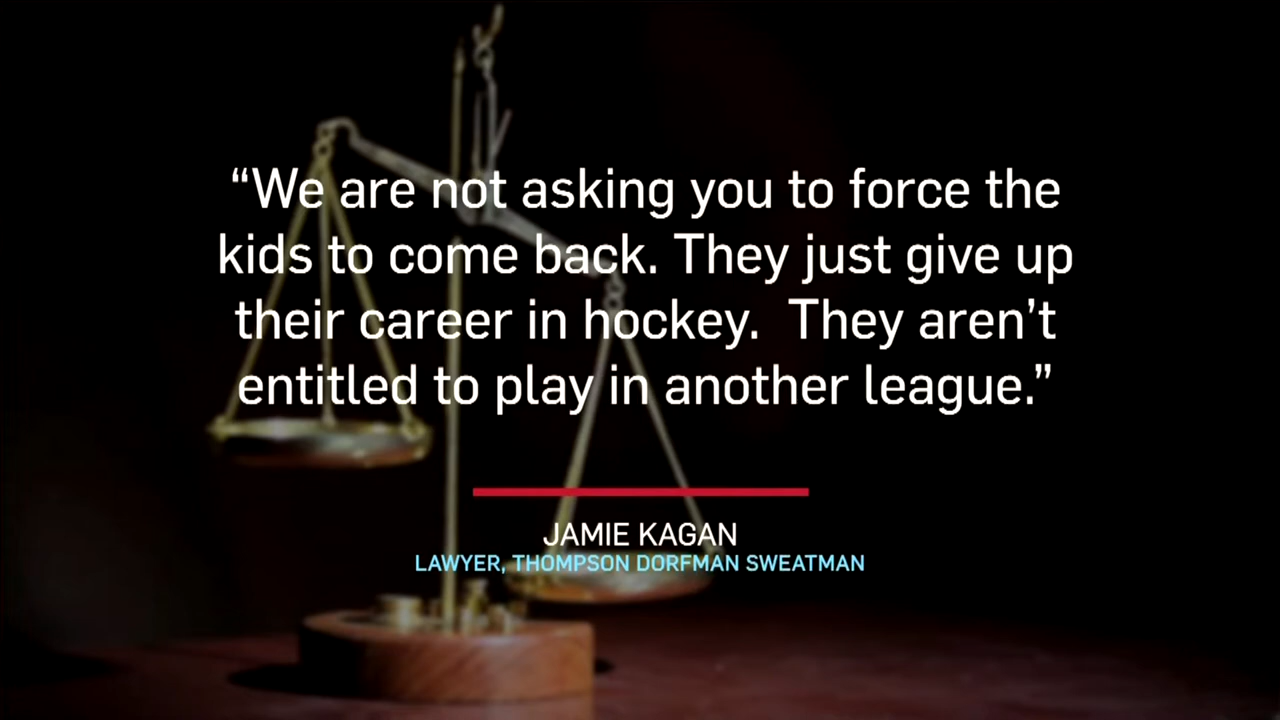 “We are not asking you to force the
kids to come back. They just give up
their career in hockey.  They aren’t
entitled to play in another league.”
JAMIE KAGAN
LAWYER, THOMPSON DORFMAN SWEATMAN